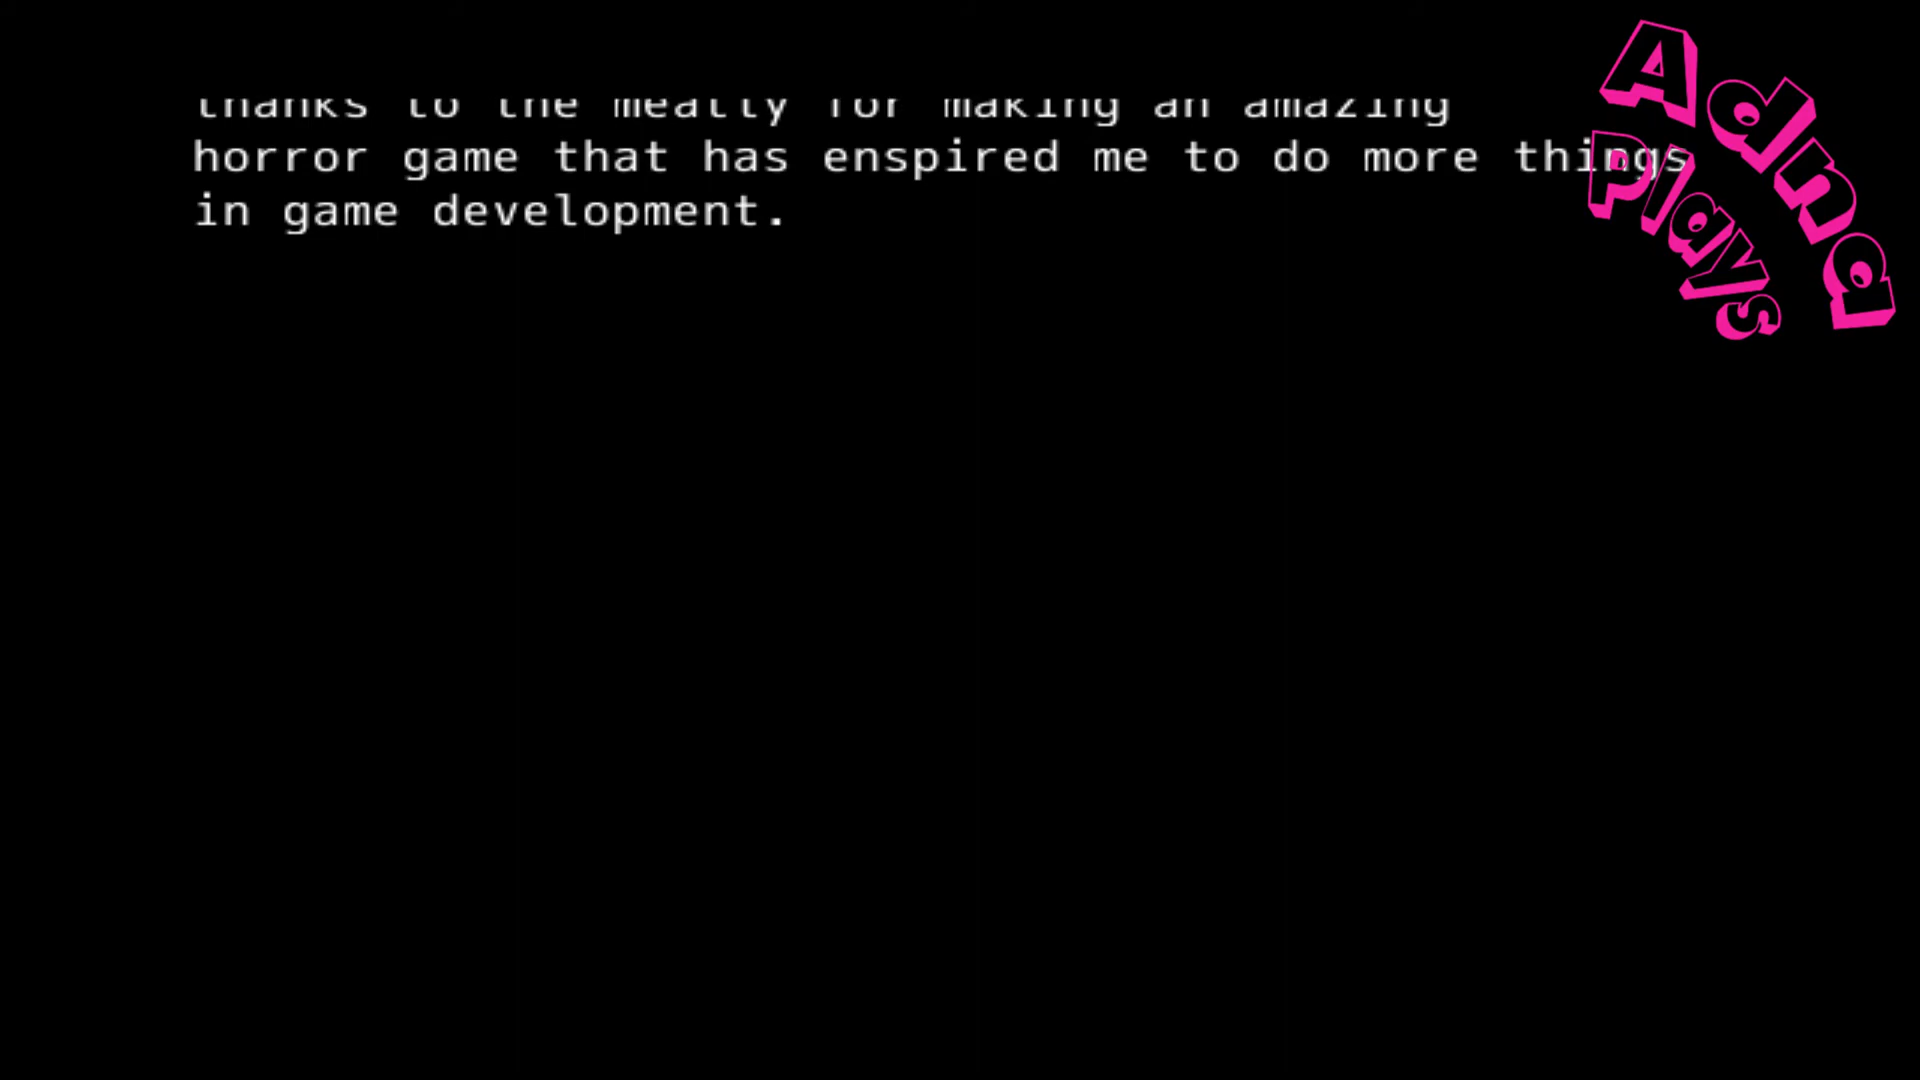 thanks to the meatly for making an amazing
horror game that has enspired me to do more things
in game development.
Adna
Plays